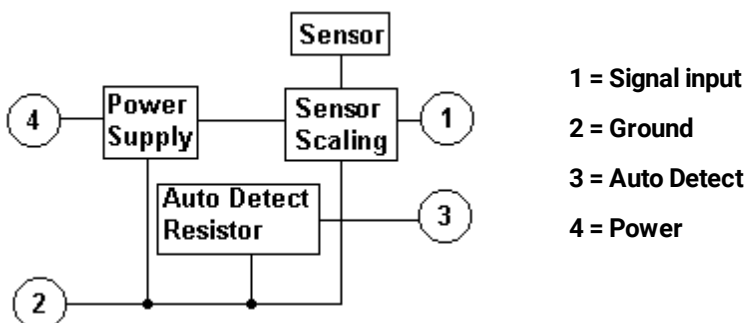 Sensor
4
Power
Supply
Sensor
Scaling
1
Auto Detect
Resistor
3
2
1 = Signal input
2 = Ground
3 = Auto Detect
4 = Power